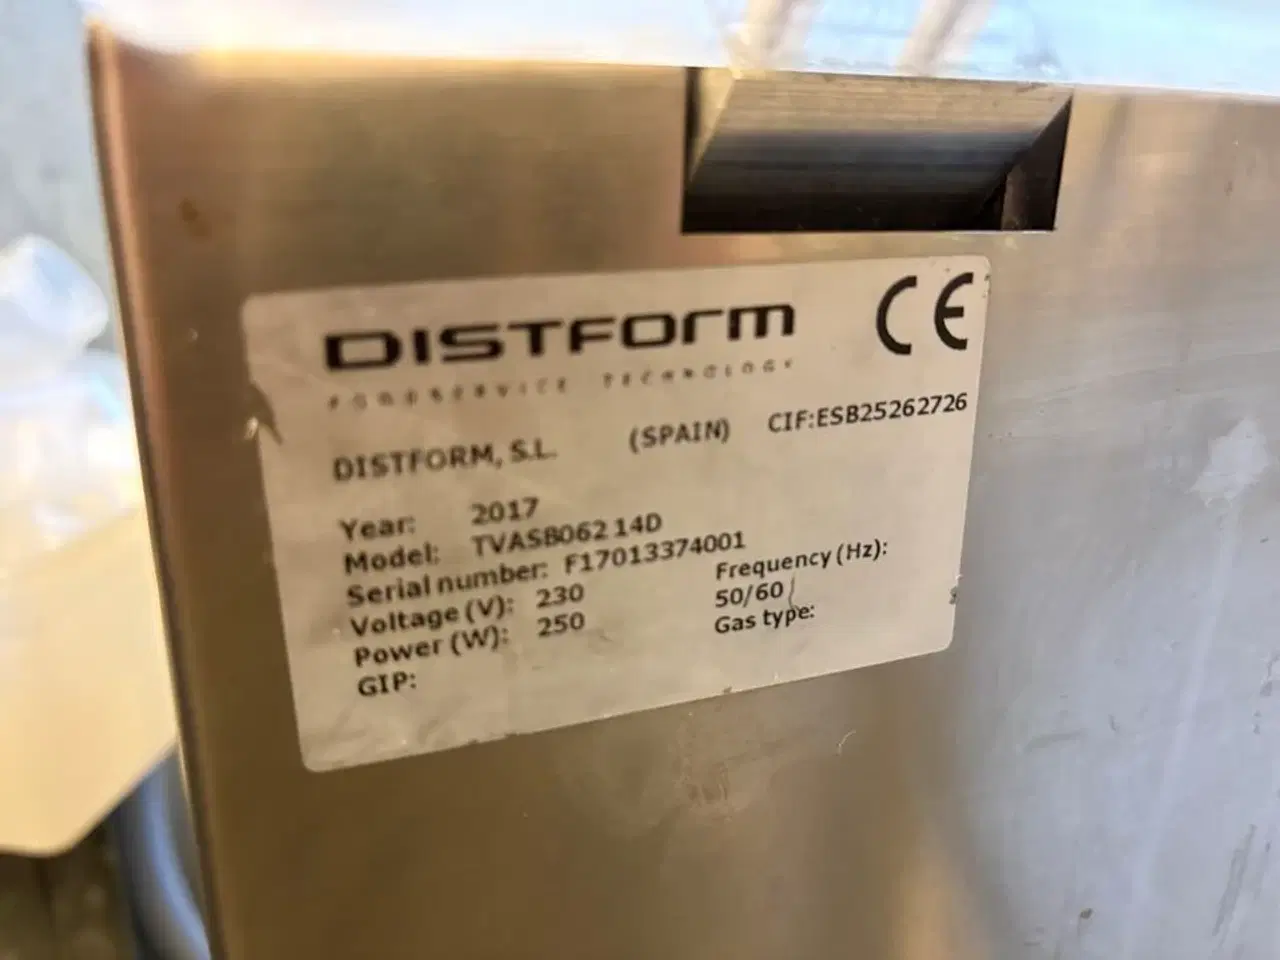 DISTFORM CE
FOODSERVICE TECHNOLOGY
DISTFORM, S.L. (SPAIN) CIF:ESB25262726
Year: 2017
Model: TVASB062 14D
Serial number: F17013374001
Voltage (V): 230 Frequency (Hz):
Power (W): 250 50/60
GIP: Gas type: